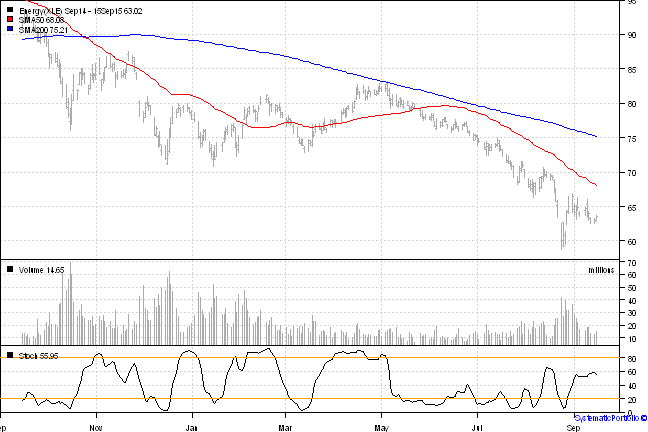 Energy(XLE) Sep14 - 15Sep15 63.02
SMA50 68.08
SMA200 75.21
95
90
85
80
75
70
65
60
Volume 14.65
millions
70
60
50
40
30
20
10
Stoch 55.95
80
60
40
20
0
ep Nov Jan Mar May Jul Sep
SystematicPortfolio ©